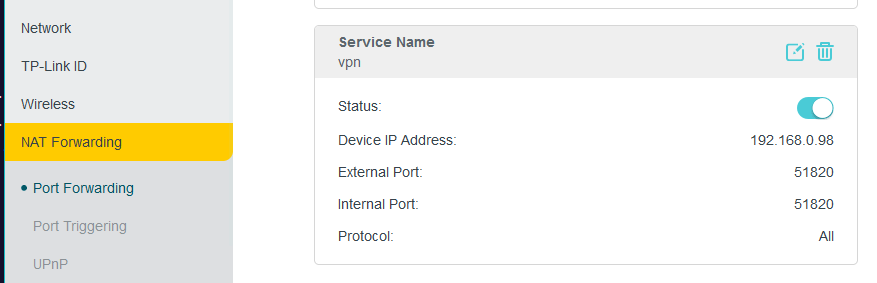 Network
TP-Link ID
Wireless
NAT Forwarding
Port Forwarding
Port Triggering
UPnP
Service Name
vpn
Status:
Device IP Address: 192.168.0.98
External Port: 51820
Internal Port: 51820
Protocol: All